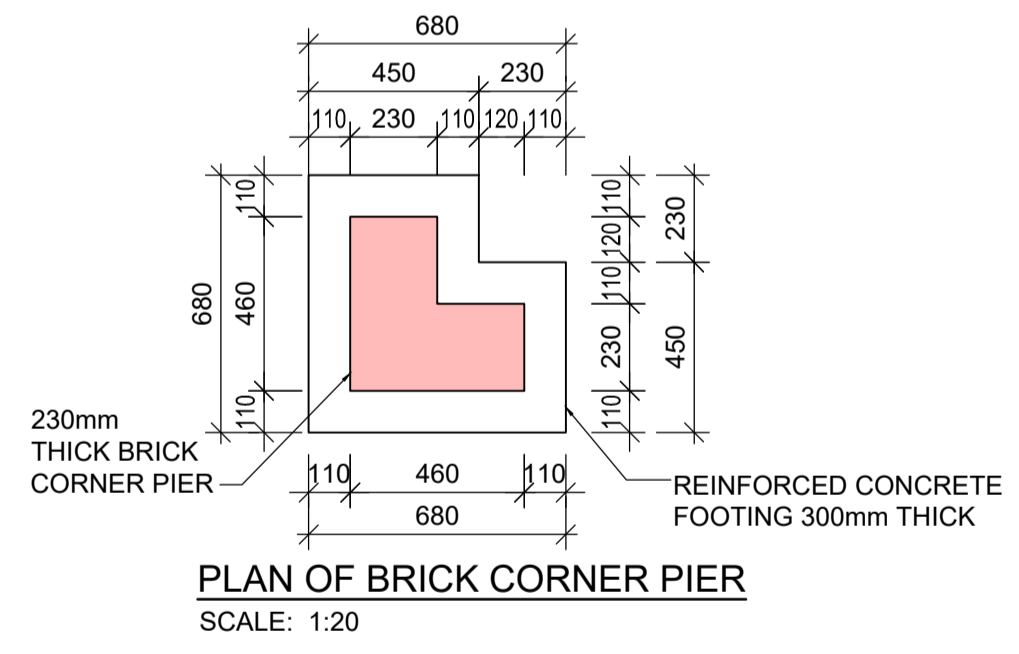 680
450 230
110 230 110 120 110
680
110
460
110
110
120
110
230
110
230
450
230mm
THICK BRICK
CORNER PIER
110 460 110
680
REINFORCED CONCRETE
FOOTING 300mm THICK
PLAN OF BRICK CORNER PIER
SCALE: 1:20